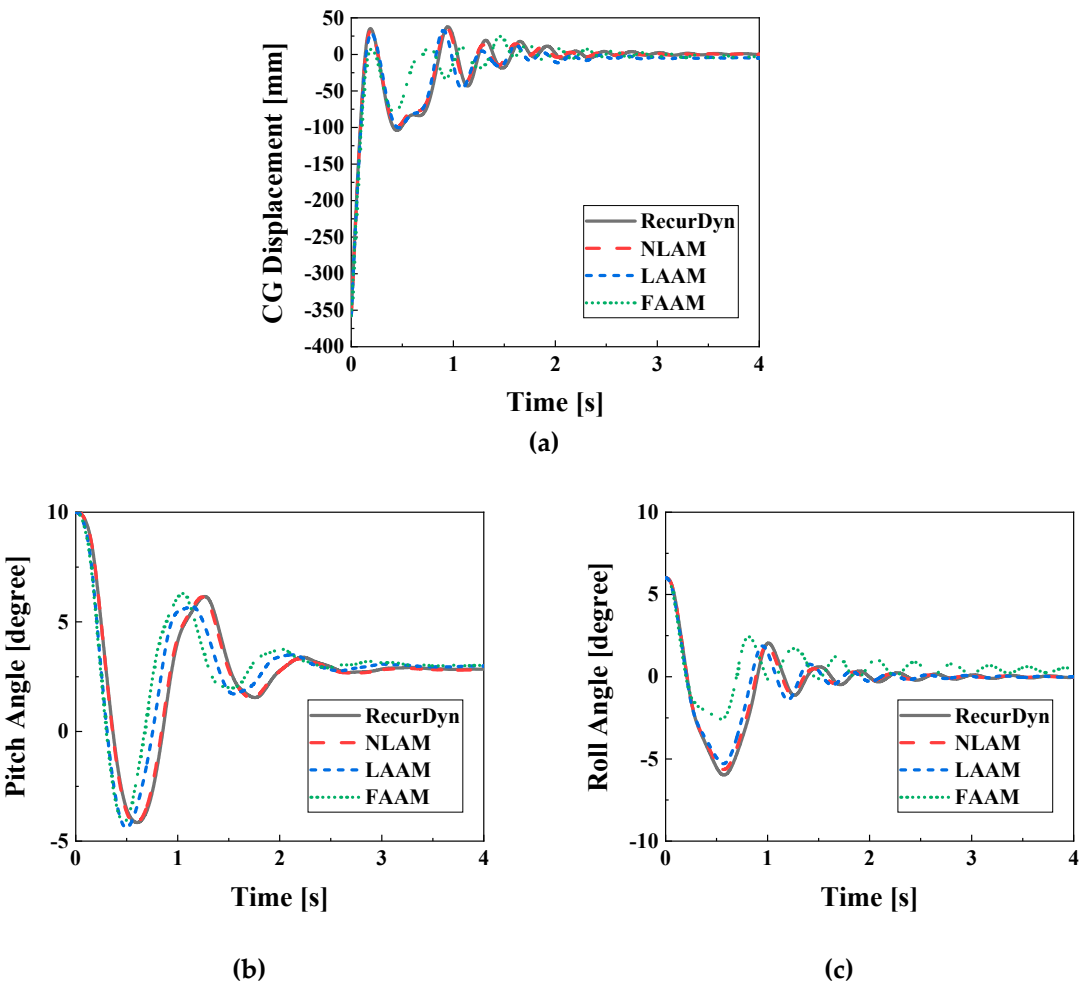 CG Displacement [mm]
50
0
-50
-100
-150
-200
-250
-300
-350
-400
RecurDyn
NLAM
LAAM
FAAM
0 1 2 3 4
Time [s]
(a)
Pitch Angle [degree]
10
5
0
-5
RecurDyn
NLAM
LAAM
FAAM
0 1 2 3 4
Time [s]
(b)
Roll Angle [degree]
10
5
0
-5
-10
RecurDyn
NLAM
LAAM
FAAM
0 1 2 3 4
Time [s]
(c)